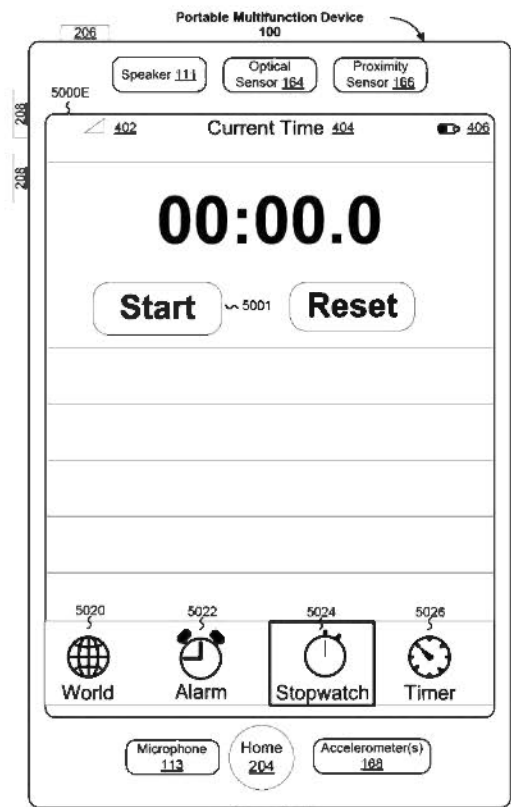 Portable Multifunction Device
100
206
Speaker 111
Optical
Sensor 164
Proximity
Sensor 166
5000E
208
402
Current Time 404
406
208
00:00.0
Start
5001
Reset
5020
5022
5024
5026
World
Alarm
Stopwatch
Timer
Microphone
113
Home
204
Accelerometer(s)
168